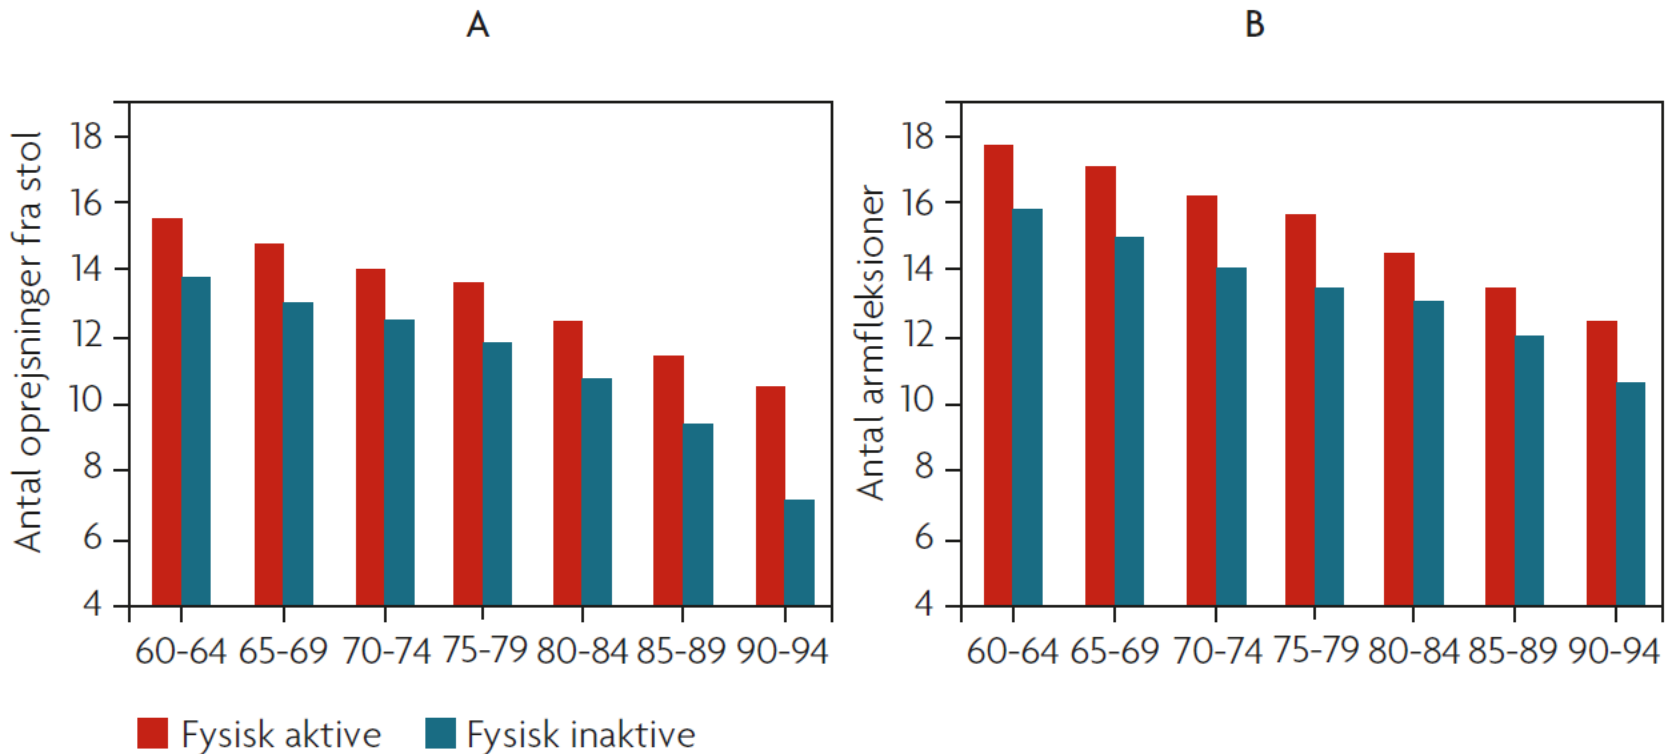 A
Antal oprejsninger fra stol
18
16
14
12
10
8
6
4
60-64 65-69 70-74 75-79 80-84 85-89 90-94
B
Antal armfleksioner
18
16
14
12
10
8
6
4
60-64 65-69 70-74 75-79 80-84 85-89 90-94
Fysisk aktive Fysisk inaktive